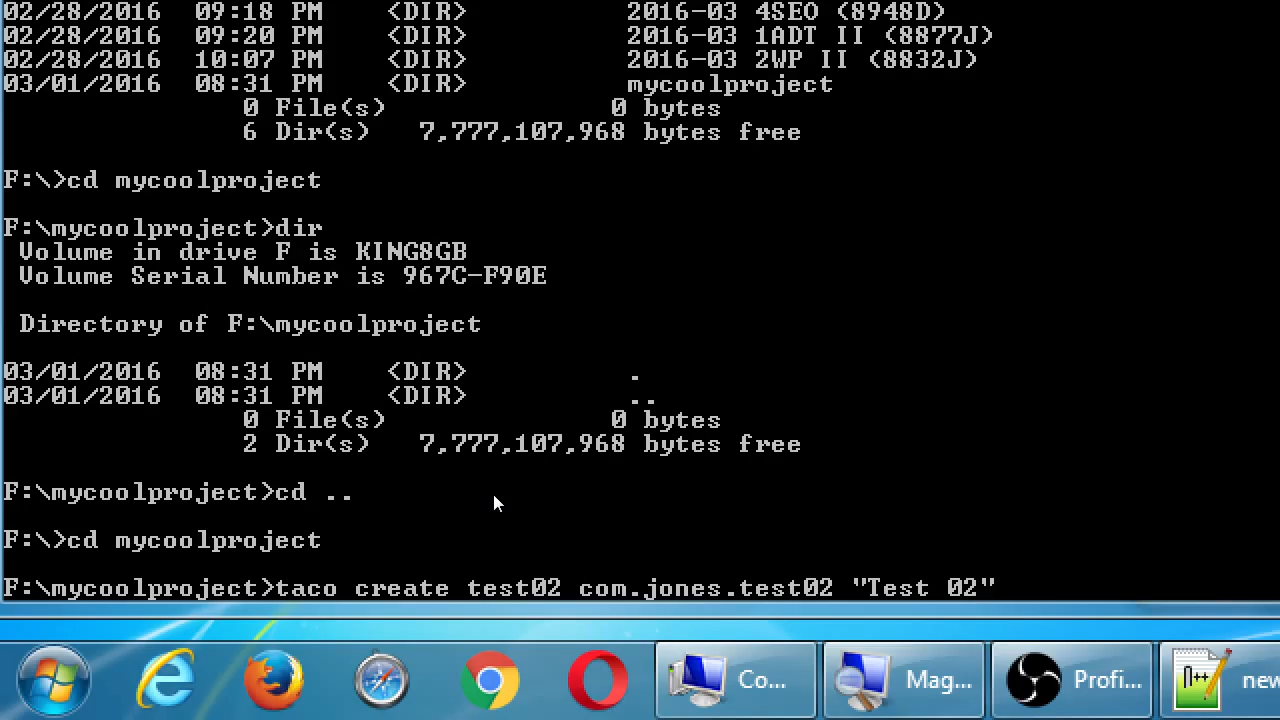 02/28/2016  09:18 PM    <DIR>          2016-03 4SEO (8948D)
02/28/2016  09:20 PM    <DIR>          2016-03 1ADT II (8877J)
02/28/2016  10:07 PM    <DIR>          2016-03 2WP II (8832J)
03/01/2016  08:31 PM    <DIR>          mycoolproject
               0 File(s)              0 bytes
               6 Dir(s)   7,777,107,968 bytes free
F:\>cd mycoolproject
F:\mycoolproject>dir
 Volume in drive F is KING8GB
 Volume Serial Number is 967C-F90E
 Directory of F:\mycoolproject
03/01/2016  08:31 PM    <DIR>          .
03/01/2016  08:31 PM    <DIR>          ..
               0 File(s)              0 bytes
               2 Dir(s)   7,777,107,968 bytes free
F:\mycoolproject>cd ..
F:\>cd mycoolproject
F:\mycoolproject>taco create test02 com.jones.test02 "Test 02"
Co... Mag... Profi... new